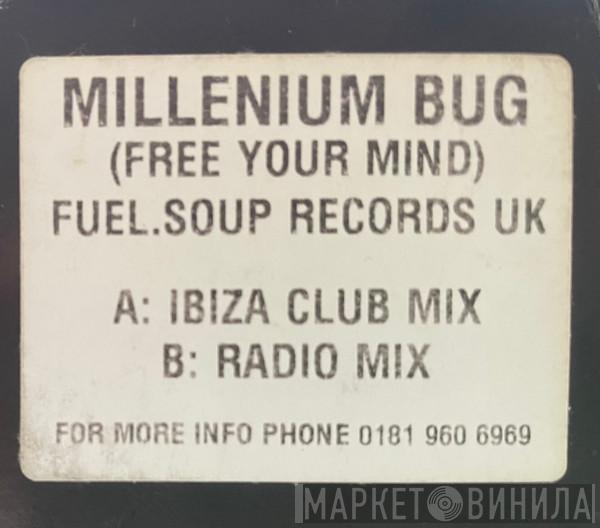 MILLENIUM BUG
(FREE YOUR MIND)
FUEL.SOUP RECORDS UK
A: IBIZA CLUB MIX
B: RADIO MIX
FOR MORE INFO PHONE 0181 960 6969
МАРКЕТ ВИНИЛА